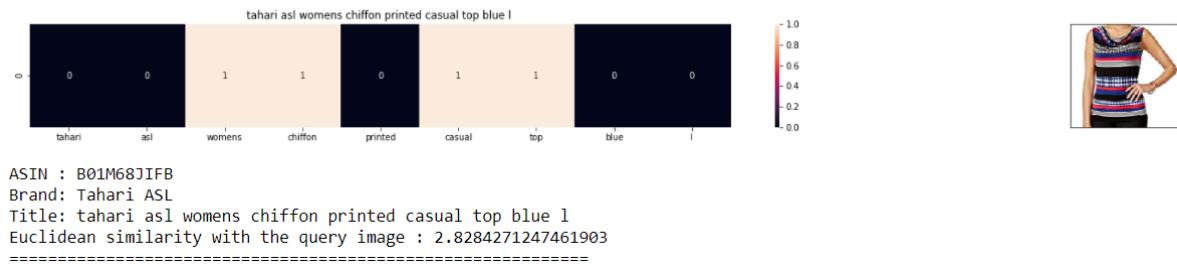 tahari asl womens chiffon printed casual top blue l
0 0 0 1 1 0 1 1 0 0
1.0
0.8
0.6
0.4
0.2
0.0
tahari asl womens chiffon printed casual top blue l
ASIN : B01M68JIFB
Brand: Tahari ASL
Title: tahari asl womens chiffon printed casual top blue l
Euclidean similarity with the query image : 2.8284271247461903
============================================================